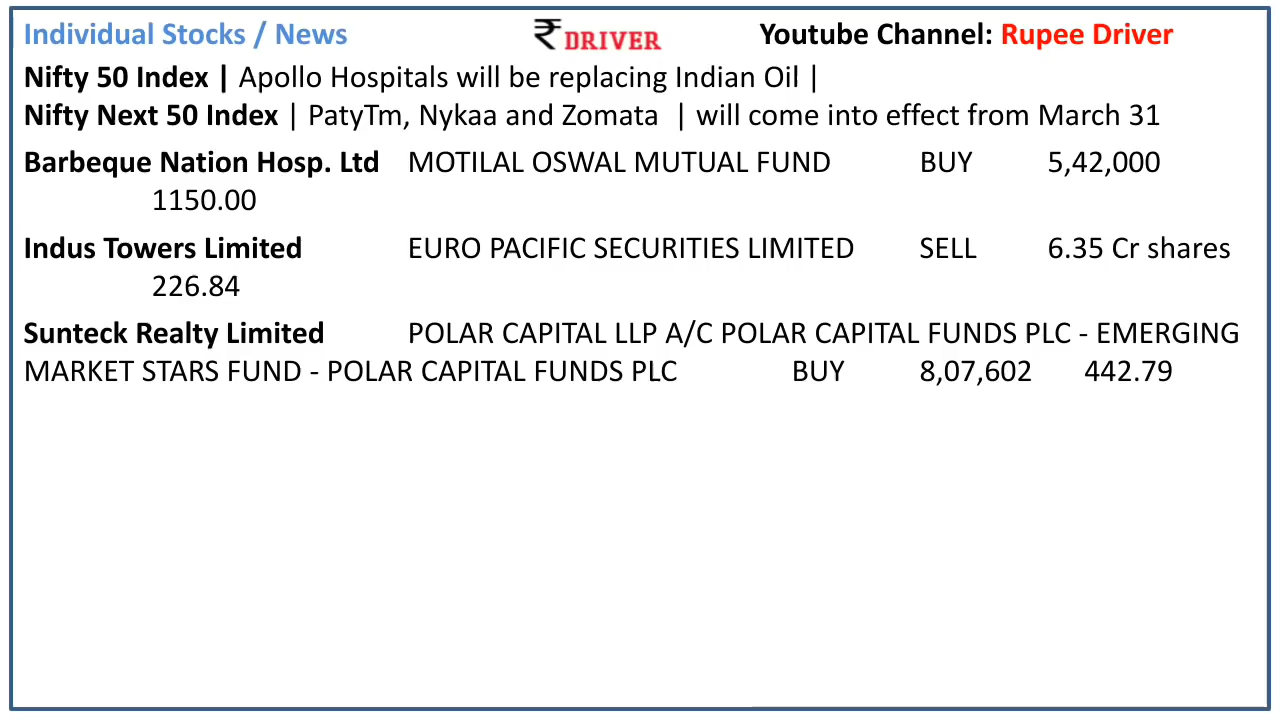 Individual Stocks / News ₹ DRIVER Youtube Channel: Rupee Driver
Nifty 50 Index | Apollo Hospitals will be replacing Indian Oil |
Nifty Next 50 Index | PatyTm, Nykaa and Zomata | will come into effect from March 31
Barbeque Nation Hosp. Ltd MOTILAL OSWAL MUTUAL FUND BUY 5,42,000
1150.00
Indus Towers Limited EURO PACIFIC SECURITIES LIMITED SELL 6.35 Cr shares
226.84
Sunteck Realty Limited POLAR CAPITAL LLP A/C POLAR CAPITAL FUNDS PLC - EMERGING
MARKET STARS FUND - POLAR CAPITAL FUNDS PLC BUY 8,07,602 442.79